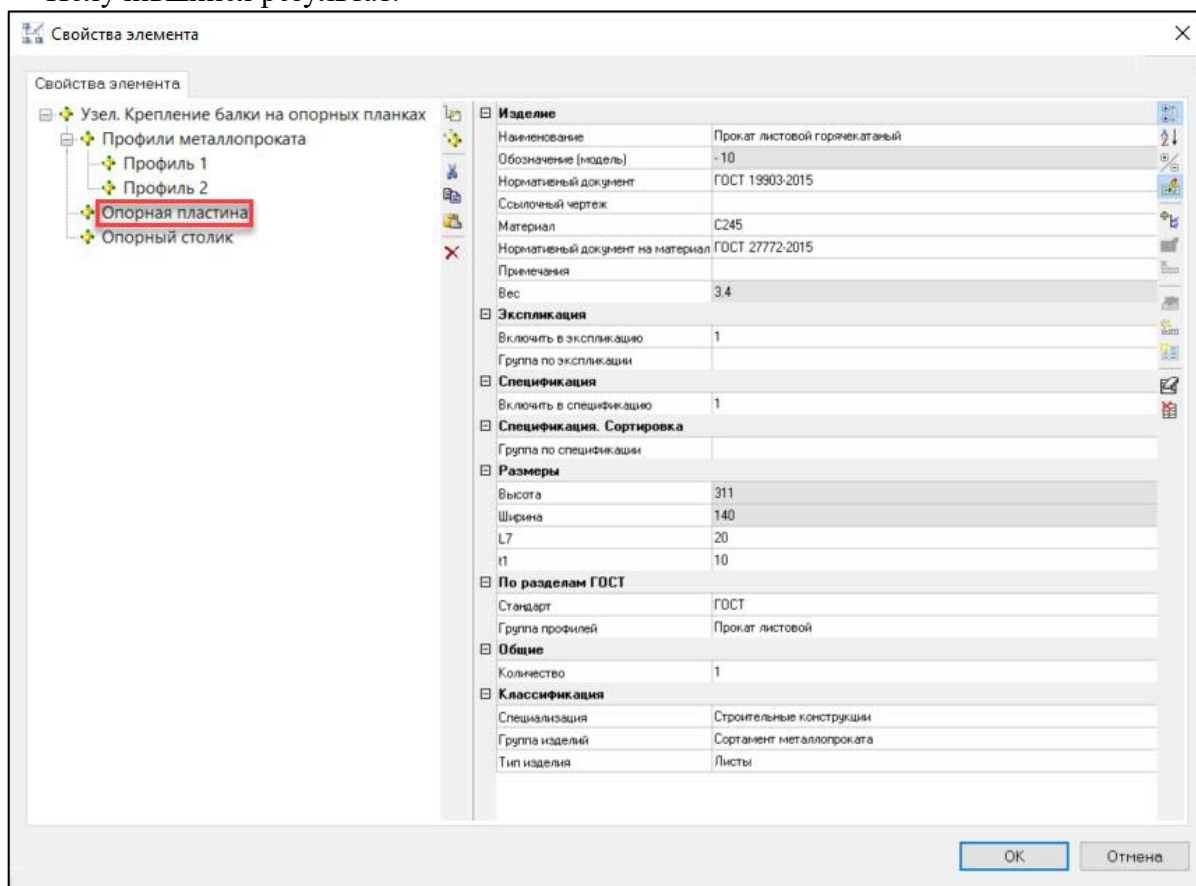 Получившийся результат:
Свойства элемента
Свойства элемента
Узел. Крепление балки на опорных планках
Профили металлопроката
Профиль 1
Профиль 2
Опорная пластина
Опорный столик
Изделие
Наименование Прокат листовой горячекатаный
Обозначение (модель) - 10
Нормативный документ ГОСТ 19903-2015
Ссылочный чертеж
Материал С245
Нормативный документ на материал ГОСТ 27772-2015
Примечания
Вес 3.4
Экспликация
Включить в экспликацию 1
Группа по экспликации
Спецификация
Включить в спецификацию 1
Спецификация. Сортировка
Группа по спецификации
Размеры
Высота 311
Ширина 140
L7 20
t1 10
По разделам ГОСТ
Стандарт ГОСТ
Группа профилей Прокат листовой
Общие
Количество 1
Классификация
Специализация Строительные конструкции
Группа изделий Сортамент металлопроката
Тип изделия Листы
OK Отмена